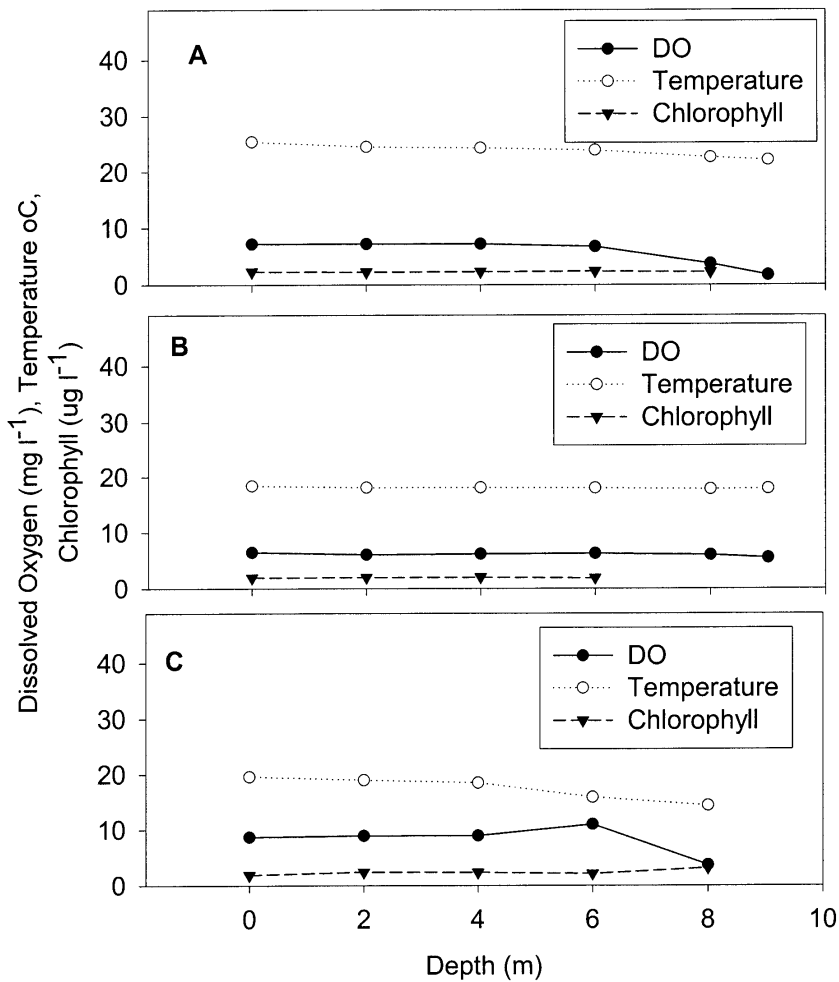 Dissolved Oxygen (mg l-1), Temperature oC,
Chlorophyll (ug l-1)
A
DO
Temperature
Chlorophyll
40
30
20
10
0
B
DO
Temperature
Chlorophyll
40
30
20
10
0
C
DO
Temperature
Chlorophyll
40
30
20
10
0
0 2 4 6 8 10
Depth (m)